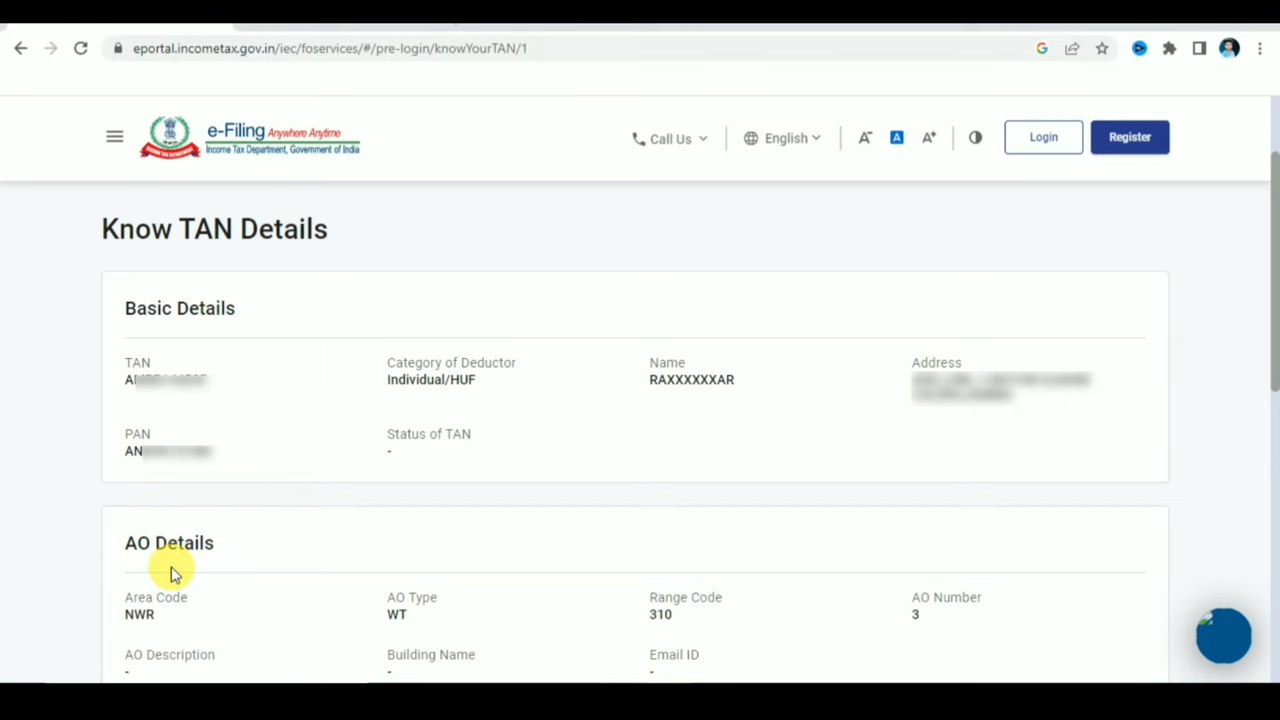 eportal.incometax.gov.in/iec/foservices/#/pre-login/knowYourTAN/1
e-Filing Anywhere Anytime
Income Tax Department, Government of India
Call Us
English
A-
A
A+
Login
Register
Know TAN Details
Basic Details
TAN
Category of Deductor
Individual/HUF
Name
RAXXXXXXAR
Address
PAN
AN
Status of TAN
-
AO Details
Area Code
NWR
AO Type
WT
Range Code
310
AO Number
3
AO Description
-
Building Name
-
Email ID
-